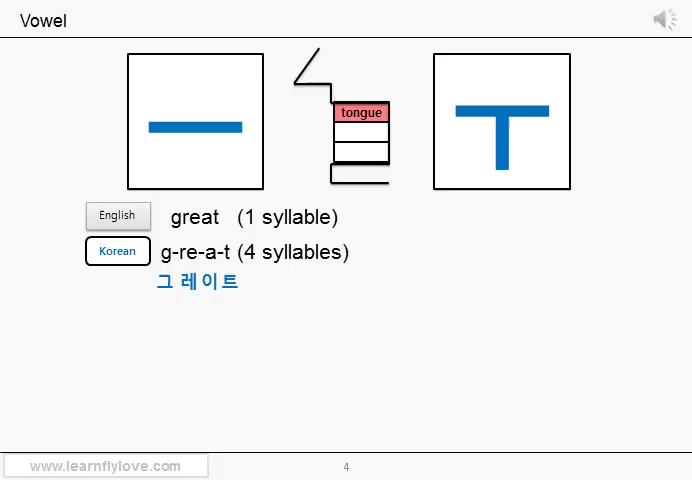 Vowel
ㅡ
tongue
ㅜ
English great (1 syllable)
Korean g-re-a-t (4 syllables)
그 레 이 트
www.learnflylove.com
4